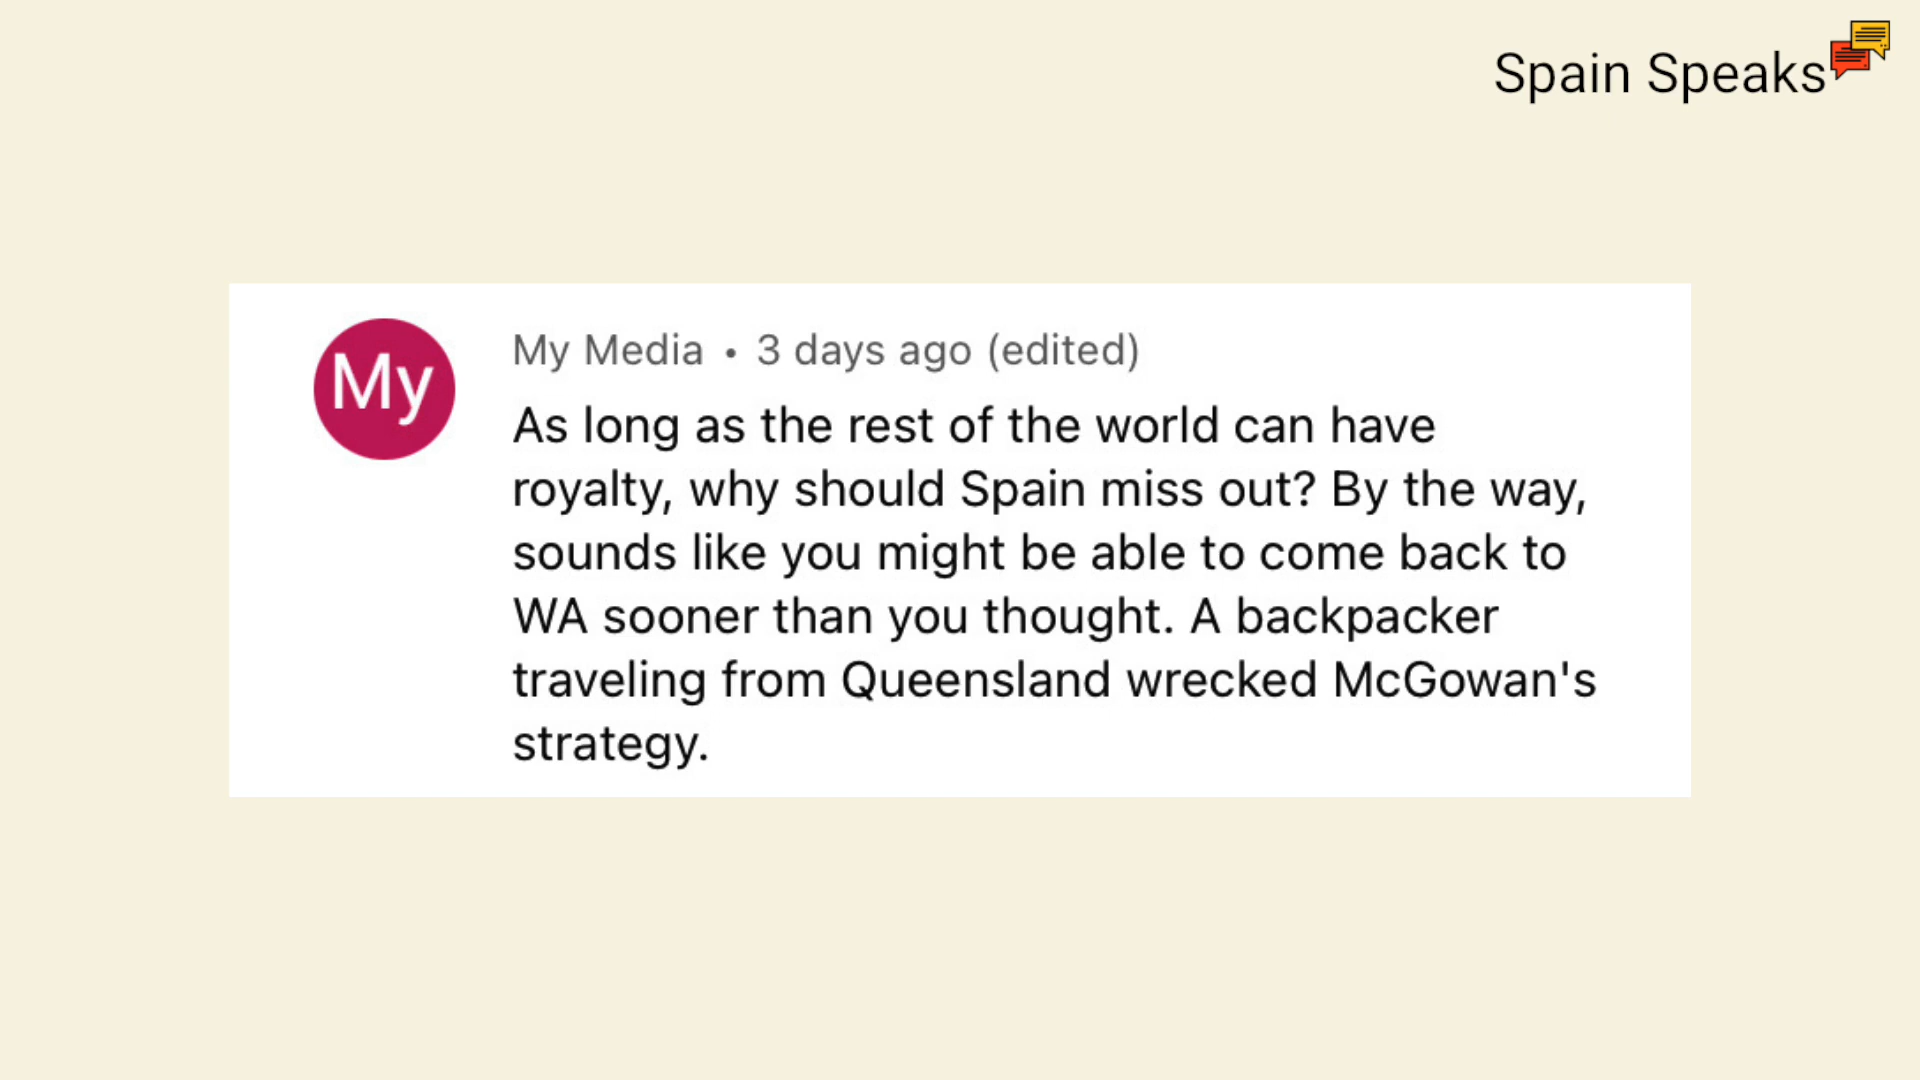 Spain Speaks
My
My Media • 3 days ago (edited)
As long as the rest of the world can have
royalty, why should Spain miss out? By the way,
sounds like you might be able to come back to
WA sooner than you thought. A backpacker
traveling from Queensland wrecked McGowan's
strategy.